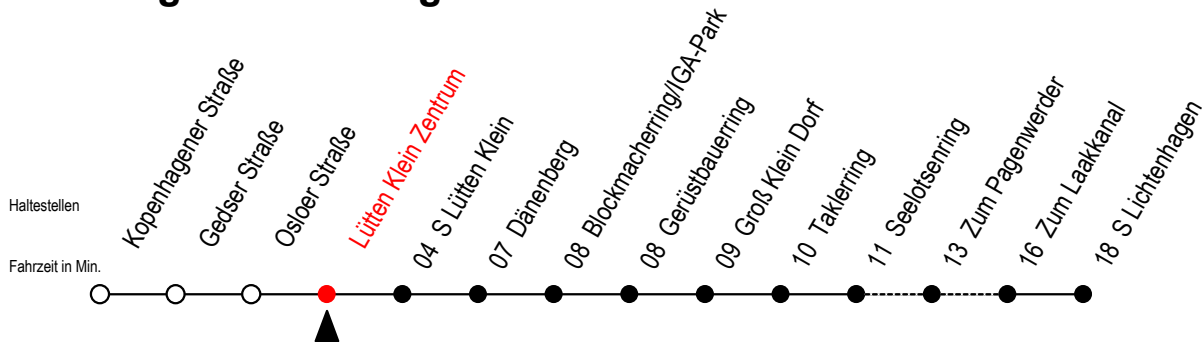 Haltestellen
Fahrzeit in Min.
Kopenhagener Straße
Gedser Straße
Osloer Straße
Lütten Klein Zentrum
04 S Lütten Klein
07 Dänenberg
08 Blockmacherring/IGA-Park
08 Gerüstbauerring
09 Groß Klein Dorf
10 Taklerring
11 Seelotsenring
13 Zum Pagenwerder
16 Zum Laakkanal
18 S Lichtenhagen